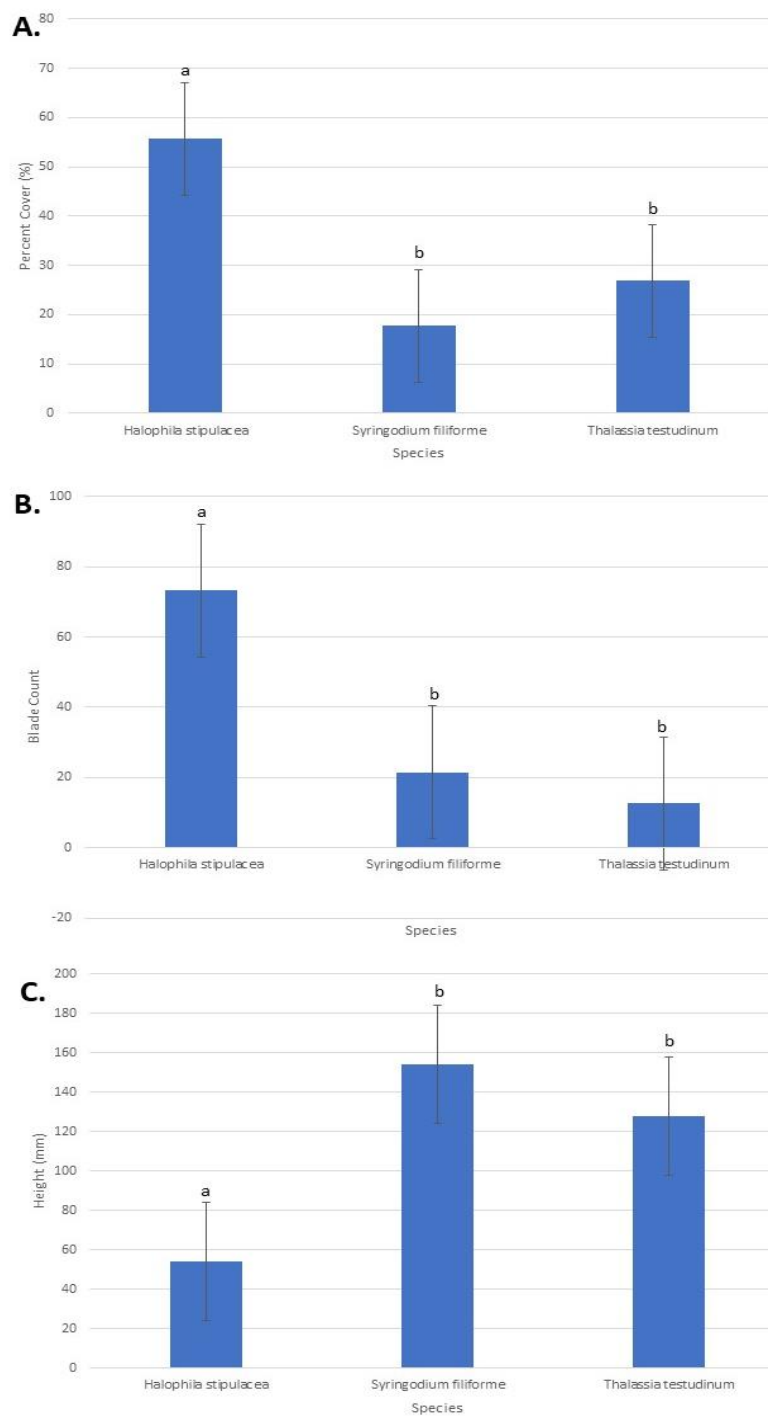 A.
80
70
60
50
40
30
20
10
0
Percent Cover (%)
a
b
b
Halophila stipulacea Syringodium filiforme Thalassia testudinum
Species
B.
100
80
60
40
20
0
-20
Blade Count
a
b
b
Halophila stipulacea Syringodium filiforme Thalassia testudinum
Species
C.
200
180
160
140
120
100
80
60
40
20
0
Height (mm)
a
b
b
Halophila stipulacea Syringodium filiforme Thalassia testudinum
Species